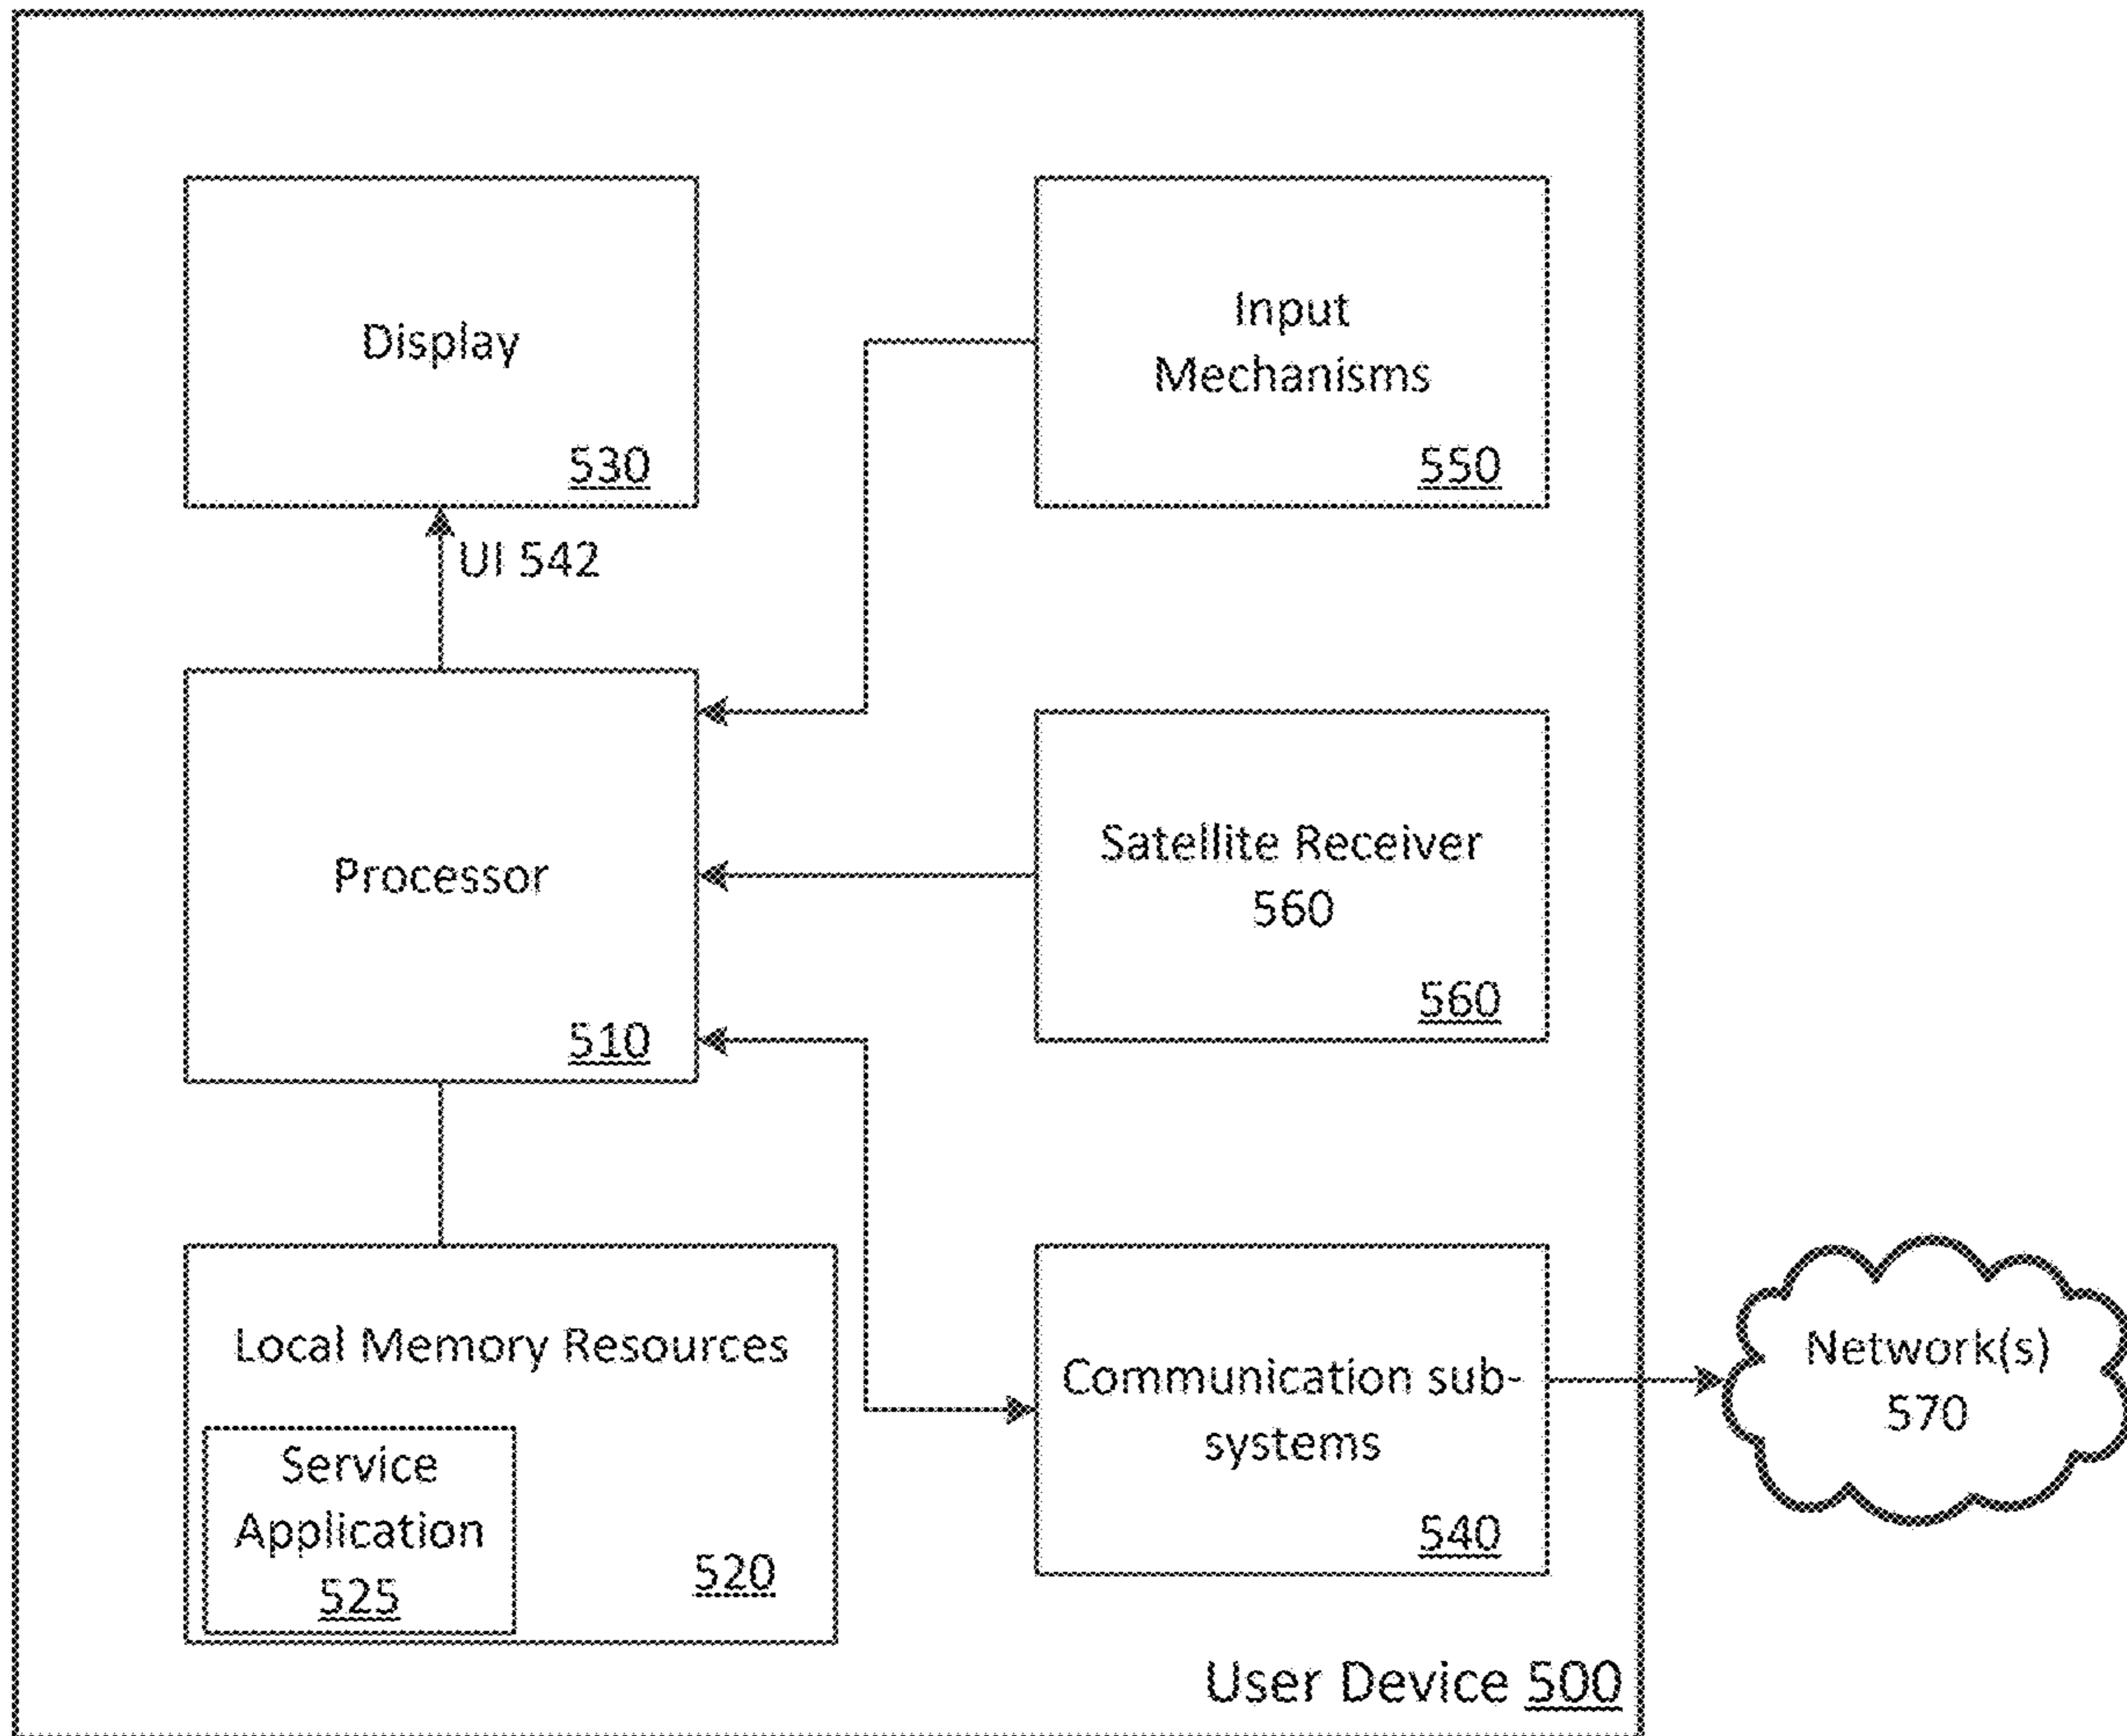 Display
530
Input
Mechanisms
550
UI 542
Processor
510
Satellite Receiver
560
560
Local Memory Resources
Service
Application
525
520
Communication sub-
systems
540
Network(s)
570
User Device 500